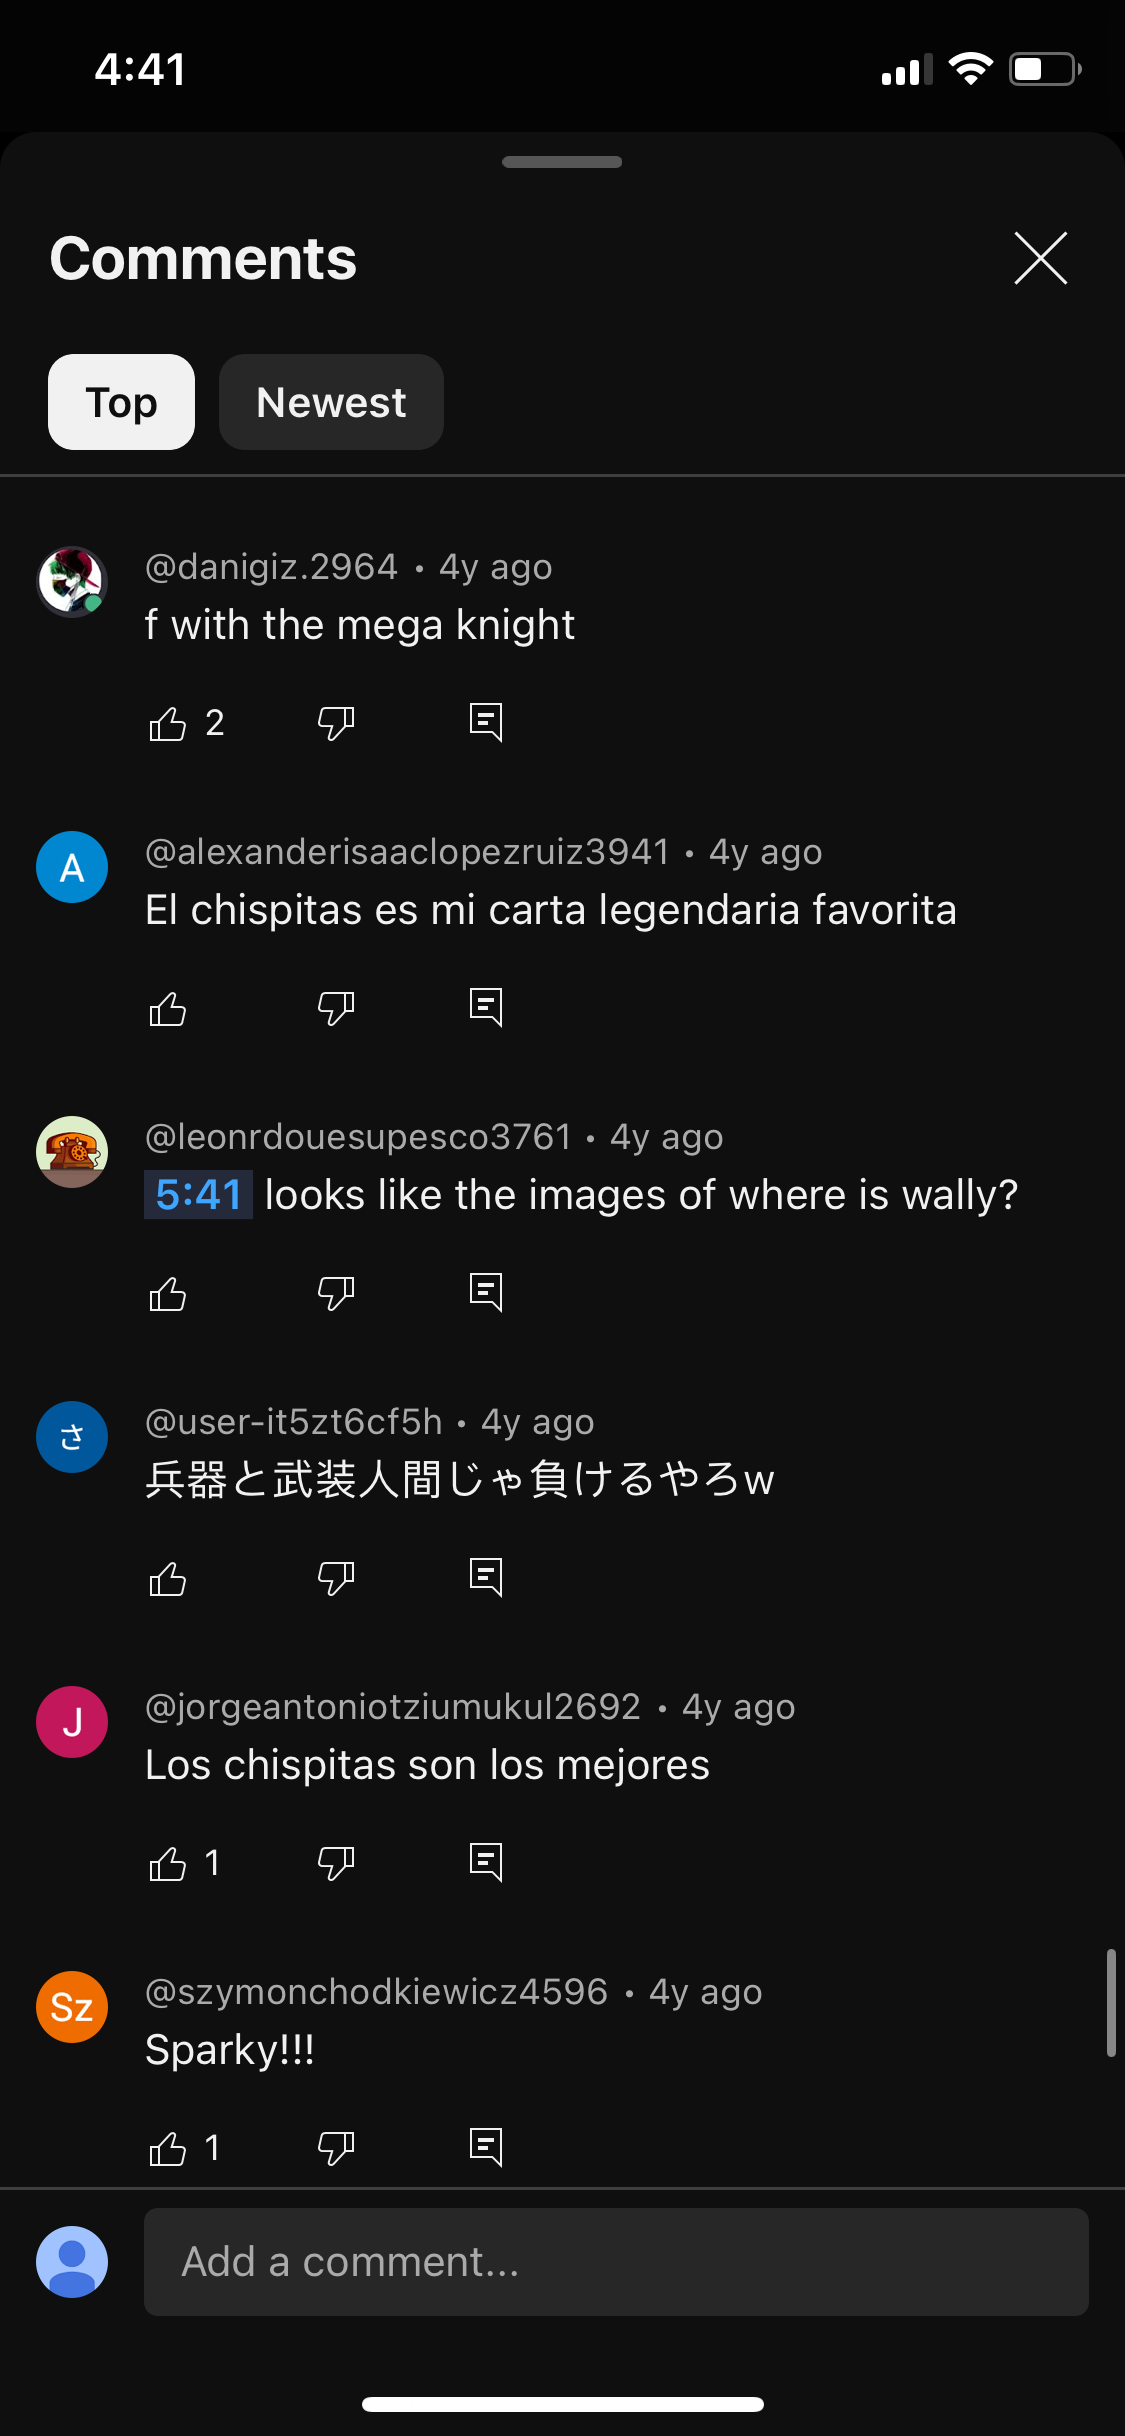 4:41
Comments
Top
Newest
@danigiz.2964 • 4y ago
f with the mega knight
2
A
@alexanderisaaclopezruiz3941 • 4y ago
El chispitas es mi carta legendaria favorita
@leonrdouesupesco3761 • 4y ago
5:41 looks like the images of where is wally?
さ
@user-it5zt6cf5h • 4y ago
兵器と武装人間じゃ負けるやろw
J
@jorgeantoniotziumukul2692 • 4y ago
Los chispitas son los mejores
1
Sz
@szymonchodkiewicz4596 • 4y ago
Sparky!!!
1
Add a comment...